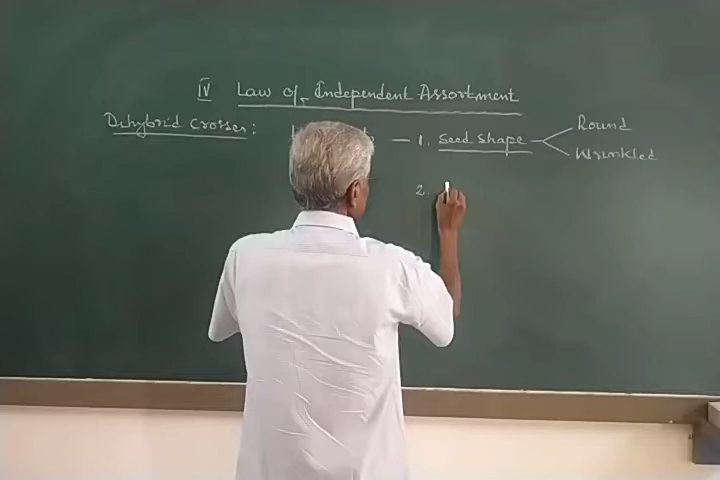 IV Law of Independent Assortment
Dihybrid Crosses: — 1. Seed shape Round
Wrinkled
2.